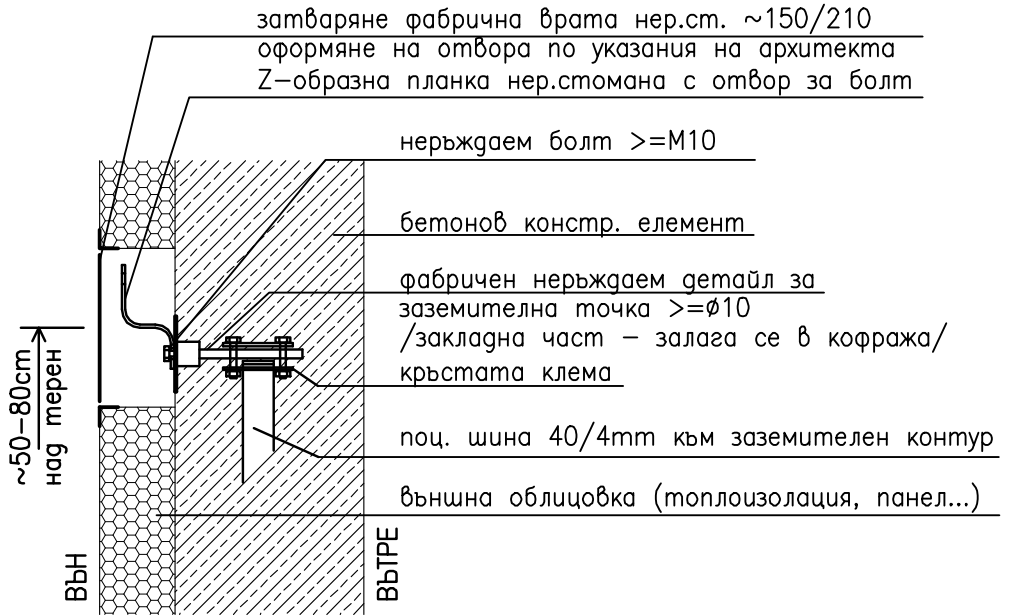 затваряне фабрична врата нер.ст. ~150/210
оформяне на отвора по указания на архитекта
Z-образна планка нер.стомана с отвор за болт
неръждаем болт >=М10
бетонов констр. елемент
фабричен неръждаем детайл за
заземителна точка >=ø10
/закладна част – залага се в кофража/
кръстата клема
поц. шина 40/4mm към заземителен контур
външна облицовка (топлоизолация, панел...)
~50-80cm
над терен
ВЪН
ВЪТРЕ